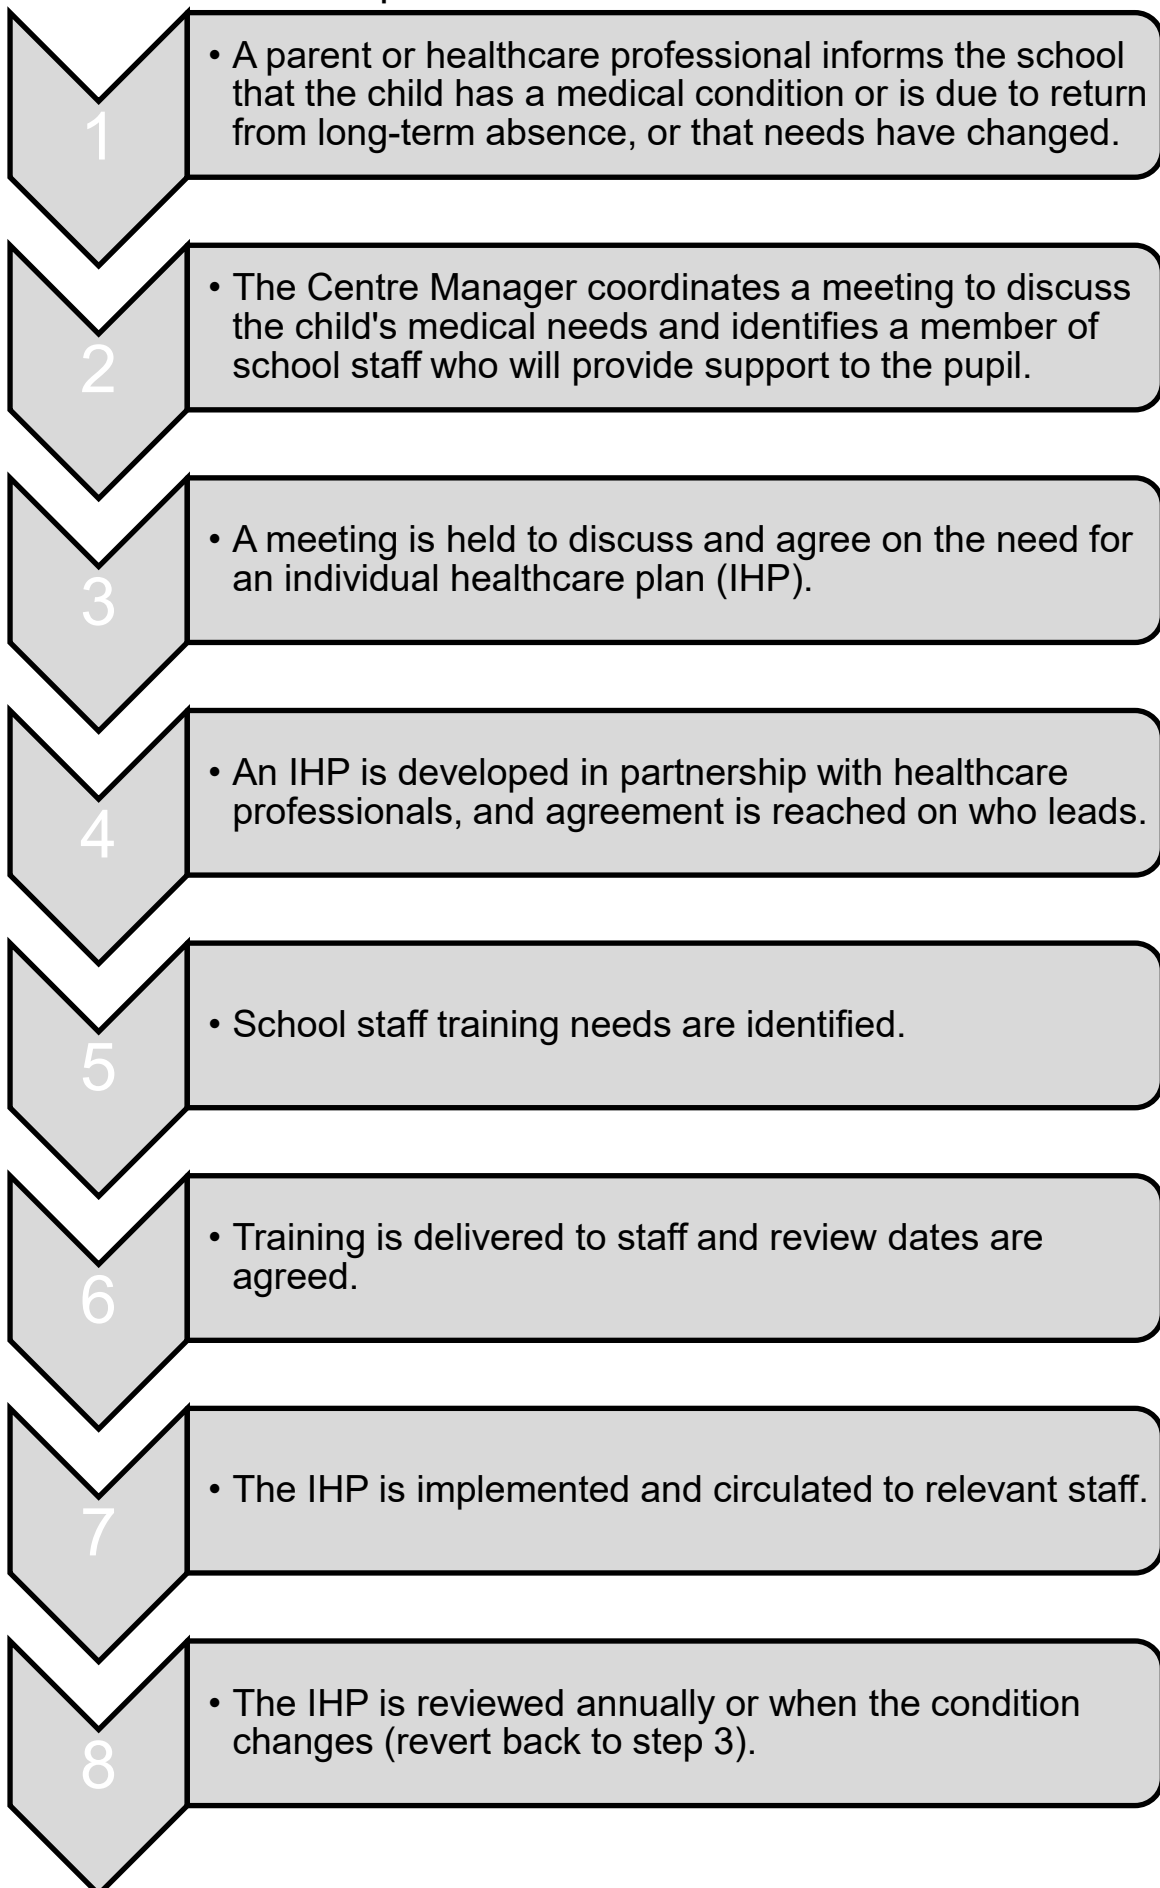 1
• A parent or healthcare professional informs the school
that the child has a medical condition or is due to return
from long-term absence, or that needs have changed.
2
• The Centre Manager coordinates a meeting to discuss
the child's medical needs and identifies a member of
school staff who will provide support to the pupil.
3
• A meeting is held to discuss and agree on the need for
an individual healthcare plan (IHP).
4
• An IHP is developed in partnership with healthcare
professionals, and agreement is reached on who leads.
5
• School staff training needs are identified.
6
• Training is delivered to staff and review dates are
agreed.
7
• The IHP is implemented and circulated to relevant staff.
8
• The IHP is reviewed annually or when the condition
changes (revert back to step 3).